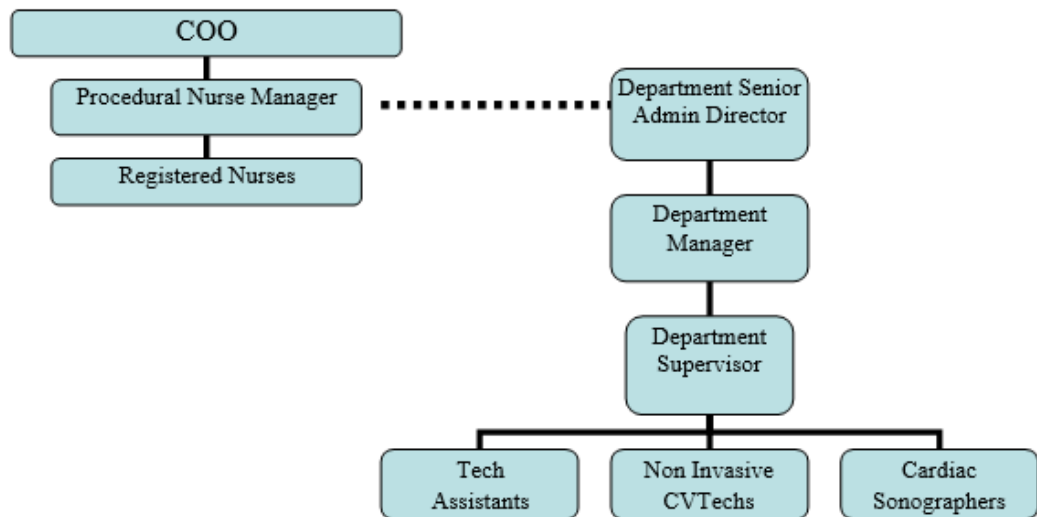 COO
Procedural Nurse Manager
Registered Nurses
Department Senior
Admin Director
Department
Manager
Department
Supervisor
Tech
Assistants
Non Invasive
CVTechs
Cardiac
Sonographers